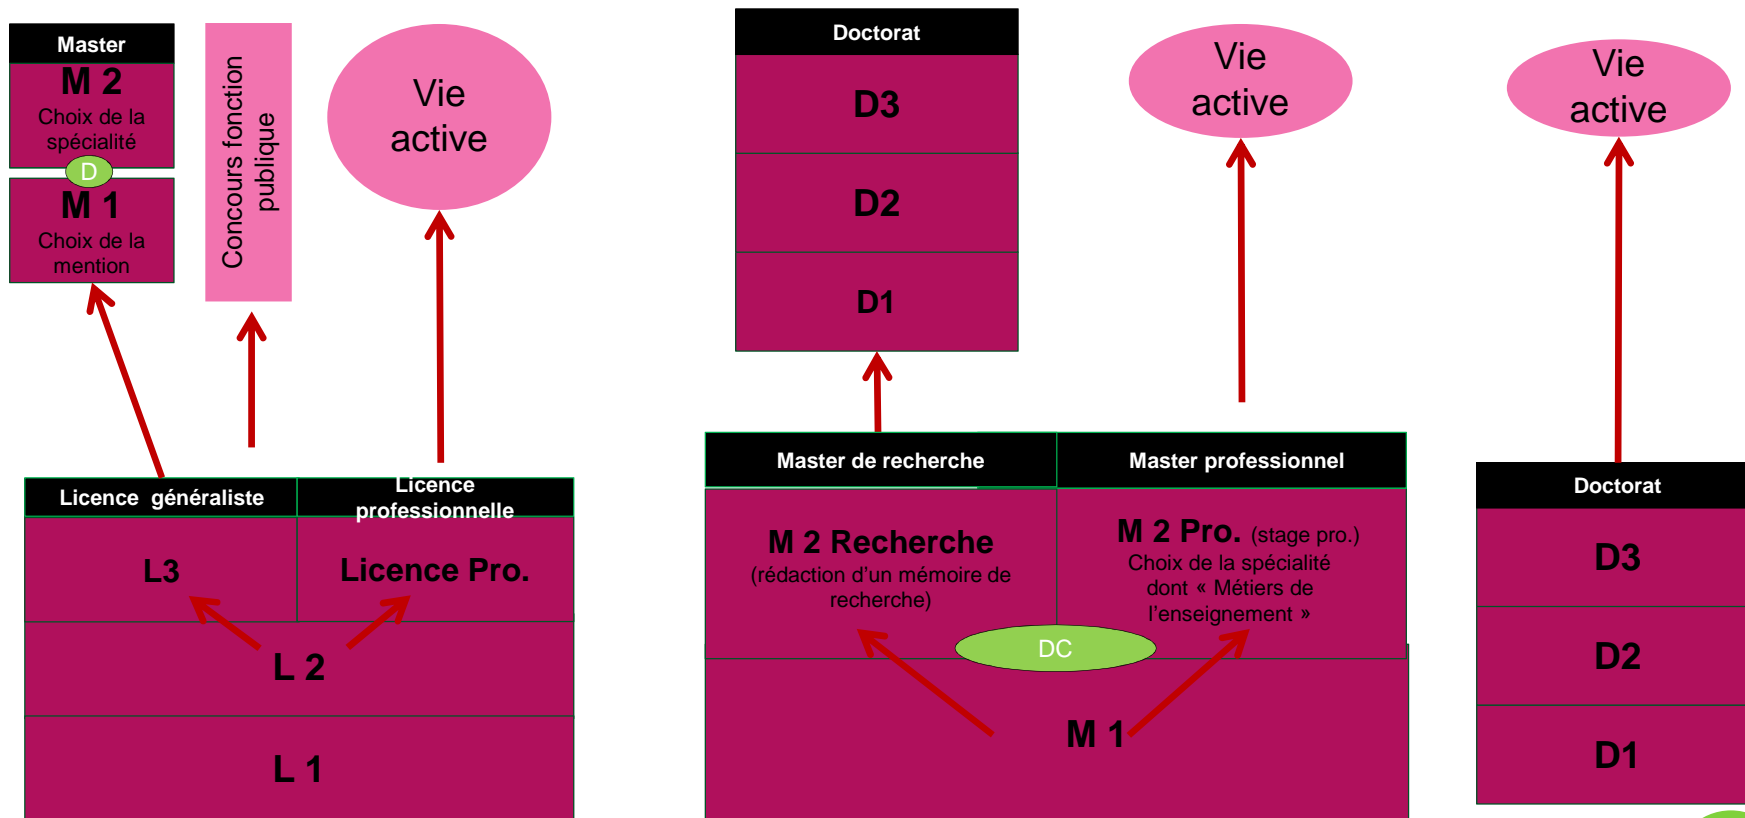 Master
M 2
Choix de la
spécialité
D
M 1
Choix de la
mention
Concours fonction
publique
Vie
active
Licence généraliste
Licence
professionnelle
L3
Licence Pro.
L 2
L 1
Doctorat
D3
D2
D1
Vie
active
Master de recherche
Master professionnel
M 2 Recherche
(rédaction d’un mémoire de
recherche)
M 2 Pro. (stage pro.)
Choix de la spécialité
dont « Métiers de
l’enseignement »
DC
M 1
Vie
active
Doctorat
D3
D2
D1